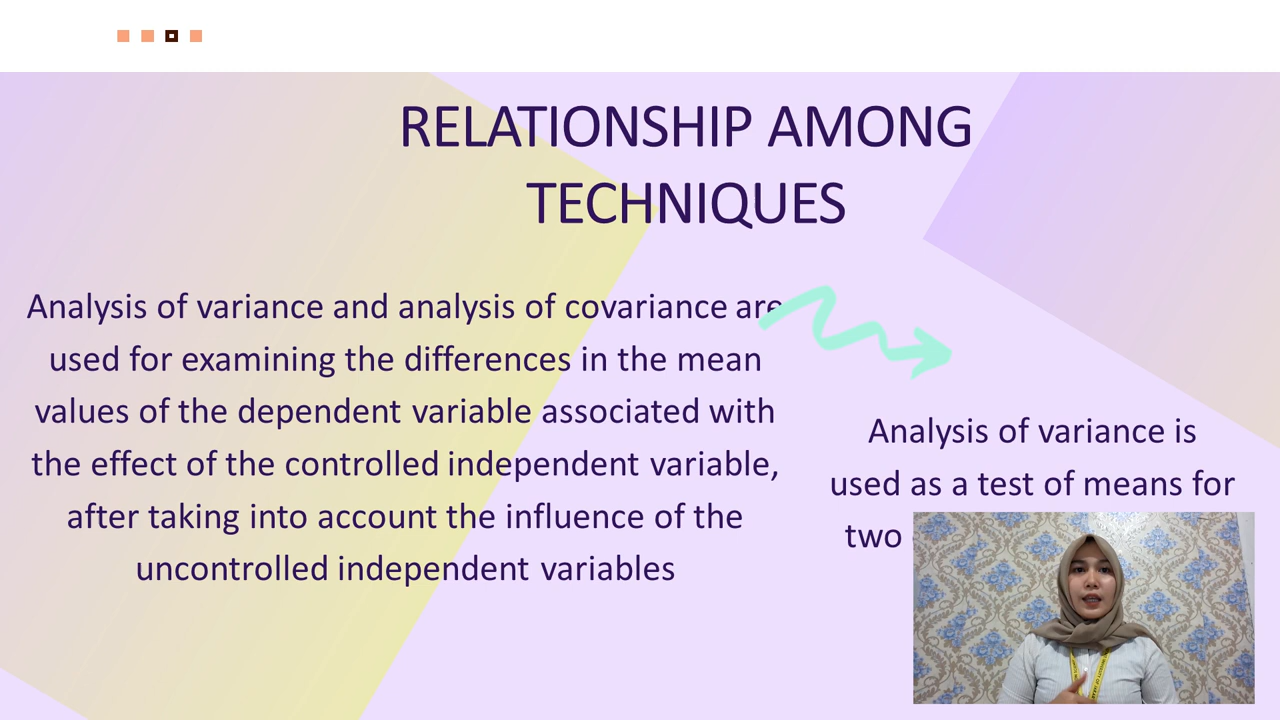 RELATIONSHIP AMONG
TECHNIQUES
Analysis of variance and analysis of covariance are
used for examining the differences in the mean
values of the dependent variable associated with
the effect of the controlled independent variable,
after taking into account the influence of the
uncontrolled independent variables
Analysis of variance is
used as a test of means for
two